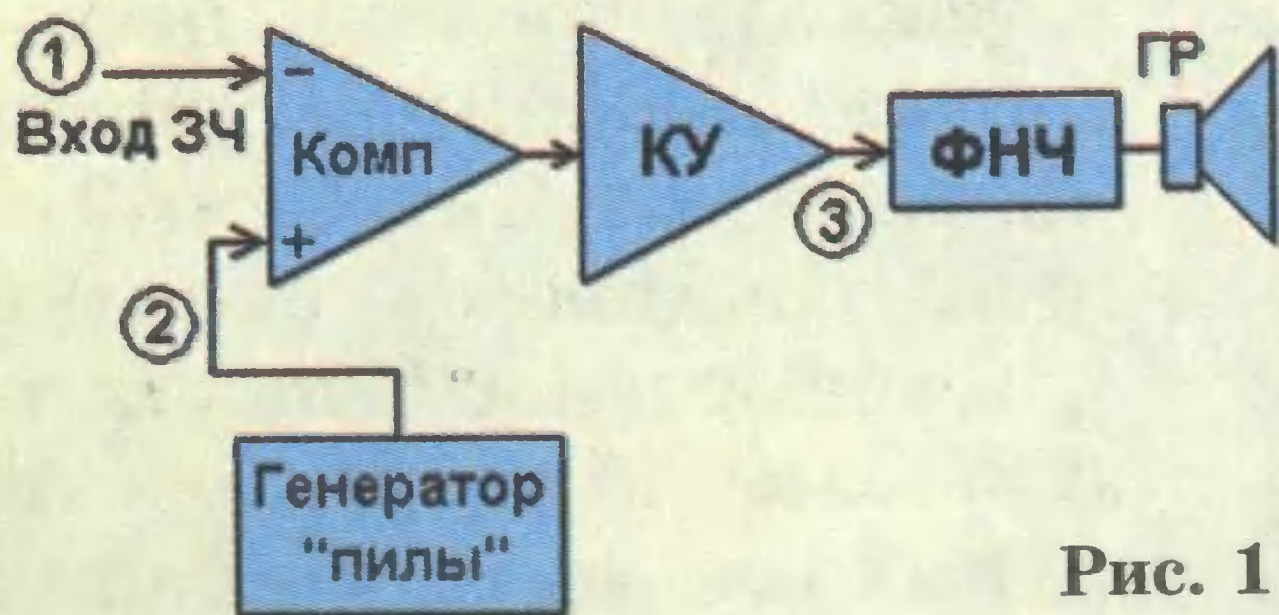 ①
Вход ЗЧ
−
Комп
+
КУ
③
ФНЧ
ГР
②
Генератор
"пилы"
Рис. 1